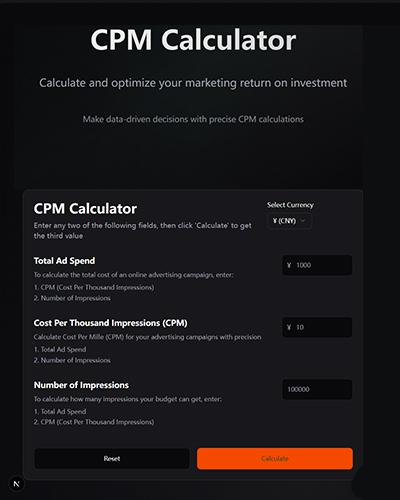 CPM Calculator
Calculate and optimize your marketing return on investment
Make data-driven decisions with precise CPM calculations
CPM Calculator
Enter any two of the following fields, then click 'Calculate' to get
the third value
Select Currency
¥ (CNY)
Total Ad Spend
To calculate the total cost of an online advertising campaign, enter:
1. CPM (Cost Per Thousand Impressions)
2. Number of Impressions
¥ 1000
Cost Per Thousand Impressions (CPM)
Calculate Cost Per Mille (CPM) for your advertising campaigns with precision
1. Total Ad Spend
2. Number of Impressions
¥ 10
Number of Impressions
To calculate how many impressions your budget can get, enter:
1. Total Ad Spend
2. CPM (Cost Per Thousand Impressions)
100000
Reset
Calculate
N